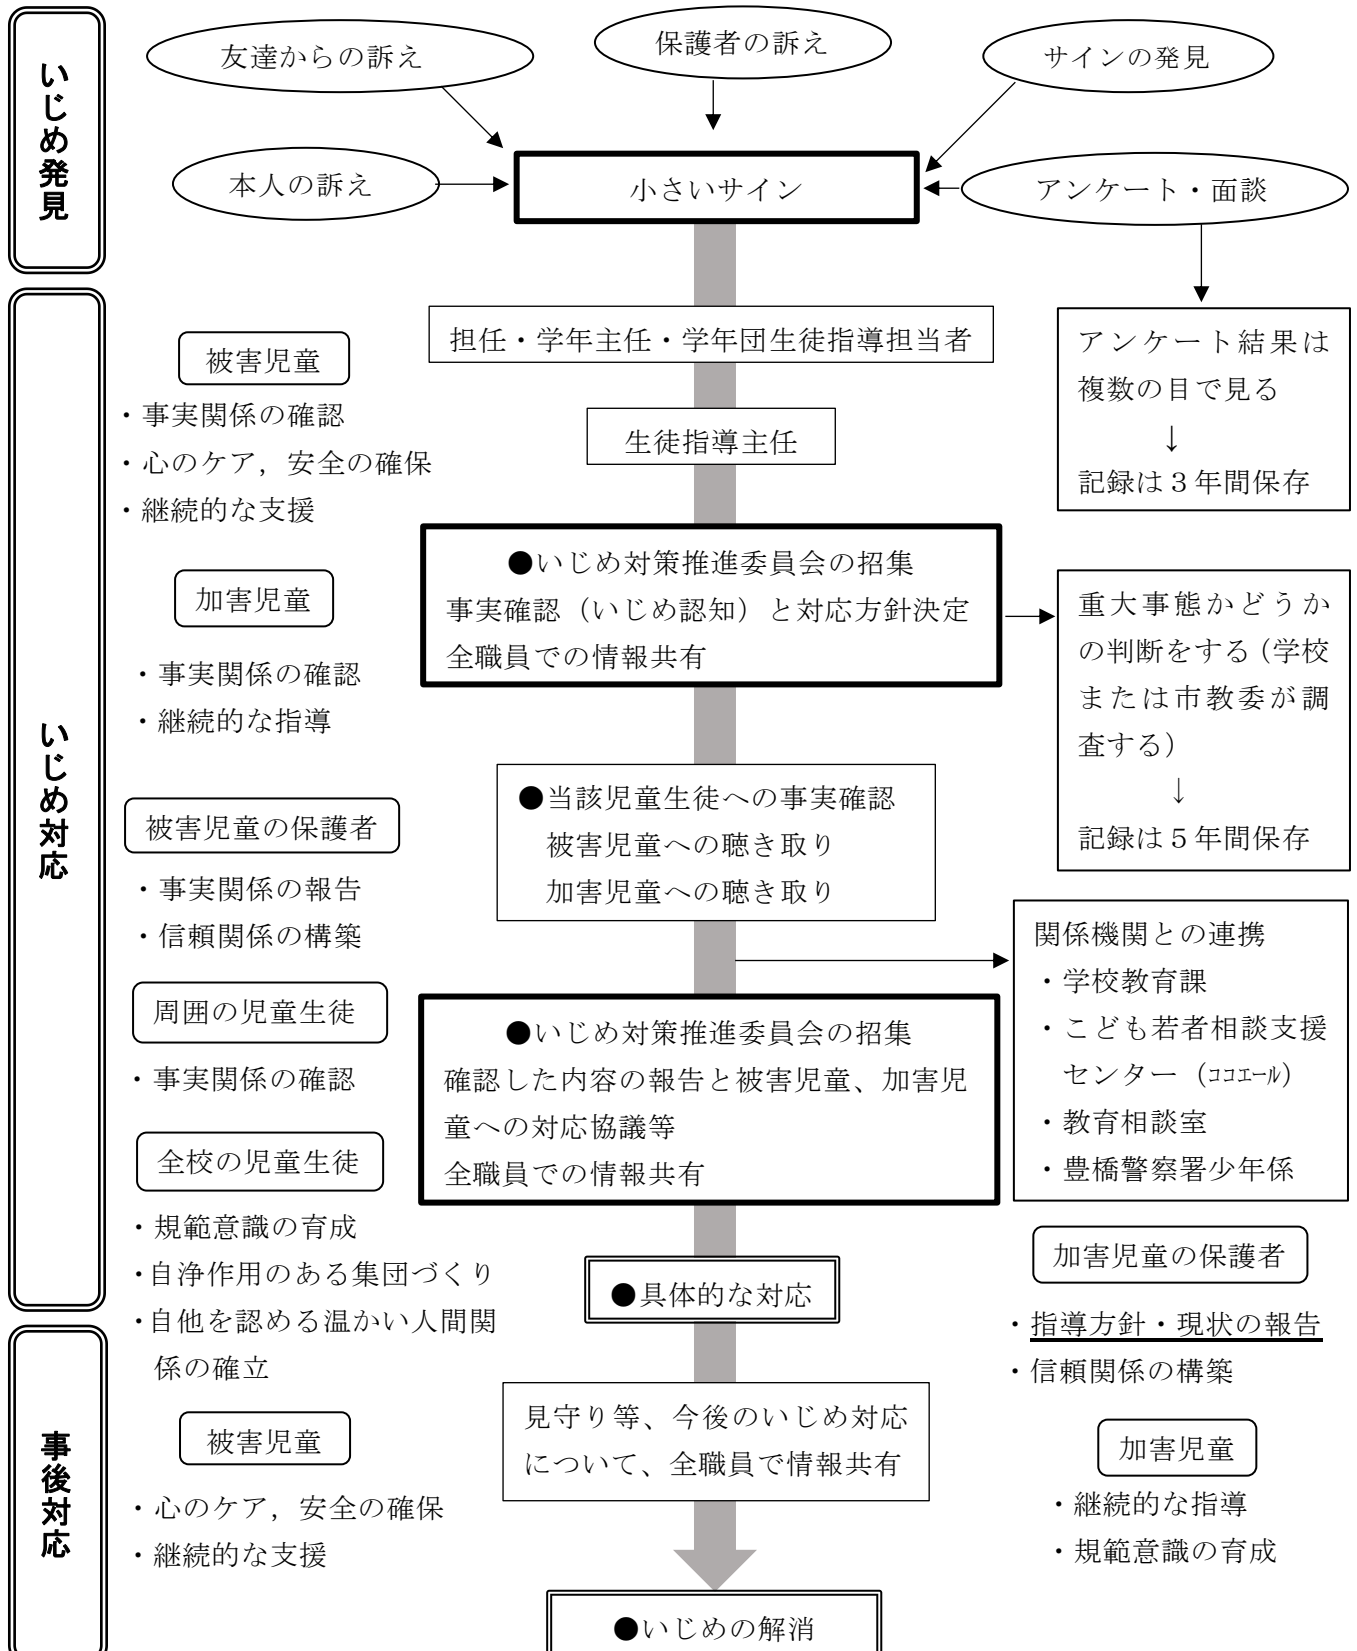 いじめ発見
友達からの訴え
保護者の訴え
サインの発見
本人の訴え
小さいサイン
アンケート・面談
いじめ対応
担任・学年主任・学年団生徒指導担当者
生徒指導主任
アンケート結果は
複数の目で見る
↓
記録は３年間保存
被害児童
・事実関係の確認
・心のケア，安全の確保
・継続的な支援
●いじめ対策推進委員会の招集
事実確認（いじめ認知）と対応方針決定
全職員での情報共有
重大事態かどうか
の判断をする（学校
または市教委が調
査する）
↓
記録は５年間保存
加害児童
・事実関係の確認
・継続的な指導
●当該児童生徒への事実確認
被害児童への聴き取り
加害児童への聴き取り
被害児童の保護者
・事実関係の報告
・信頼関係の構築
関係機関との連携
・学校教育課
・こども若者相談支援
センター（ココエール）
・教育相談室
・豊橋警察署少年係
周囲の児童生徒
・事実関係の確認
●いじめ対策推進委員会の招集
確認した内容の報告と被害児童、加害児
童への対応協議等
全職員での情報共有
全校の児童生徒
・規範意識の育成
・自浄作用のある集団づくり
・自他を認める温かい人間関
係の確立
●具体的な対応
加害児童の保護者
・指導方針・現状の報告
・信頼関係の構築
事後対応
見守り等、今後のいじめ対応
について、全職員で情報共有
被害児童
・心のケア，安全の確保
・継続的な支援
加害児童
・継続的な指導
・規範意識の育成
●いじめの解消